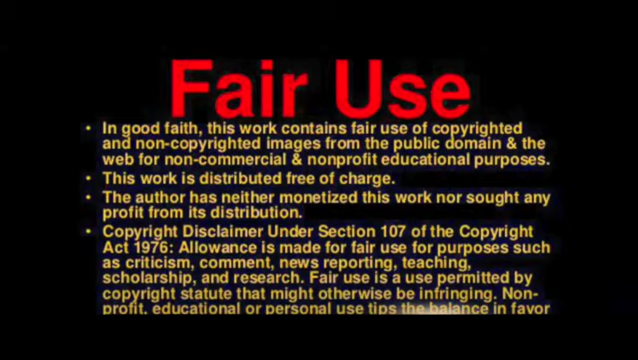 Fair Use
• In good faith, this work contains fair use of copyrighted
and non-copyrighted images from the public domain & the
web for non-commercial & nonprofit educational purposes.
• This work is distributed free of charge.
• The author has neither monetized this work nor sought any
profit from its distribution.
• Copyright Disclaimer Under Section 107 of the Copyright
Act 1976: Allowance is made for fair use for purposes such
as criticism, comment, news reporting, teaching,
scholarship, and research. Fair use is a use permitted by
copyright statute that might otherwise be infringing. Non-
profit, educational or personal use tips the balance in favor